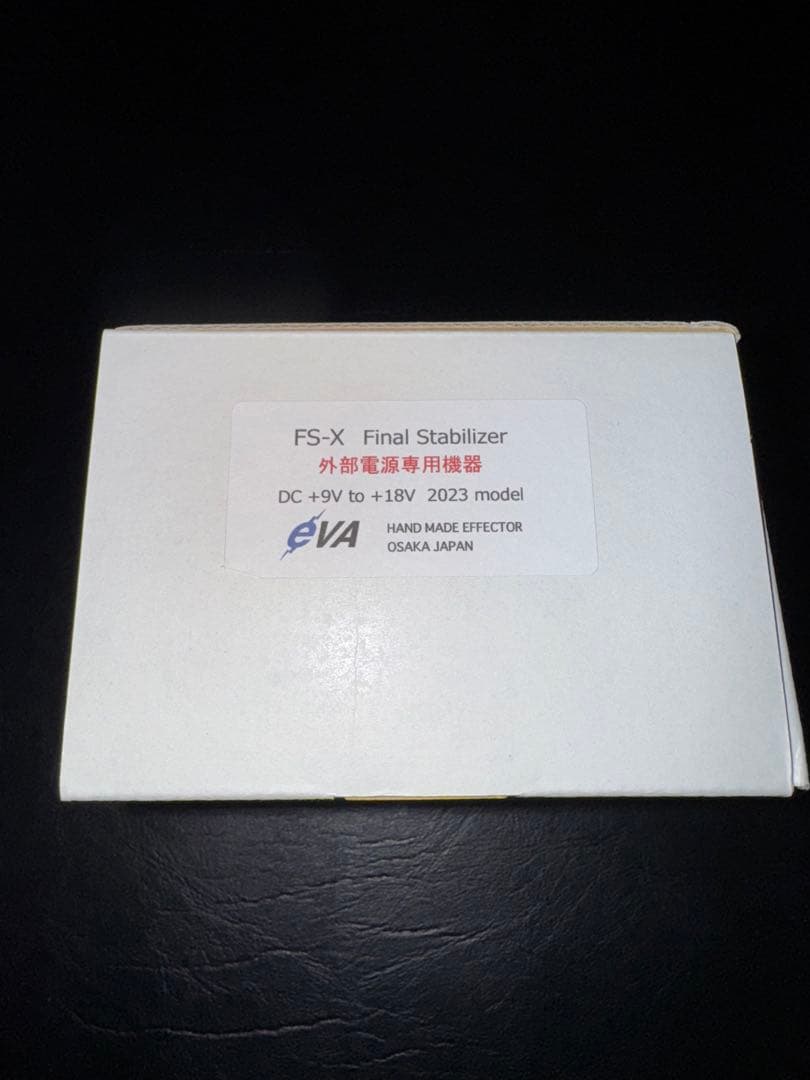 FS-X Final Stabilizer
外部電源専用機器
DC +9V to +18V 2023 model
eVA
HAND MADE EFFECTOR
OSAKA JAPAN